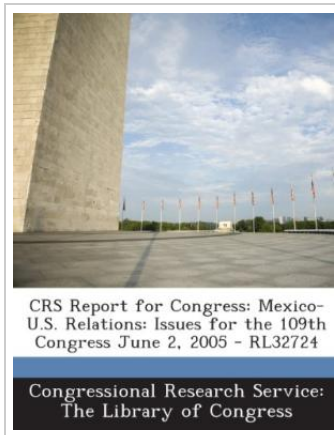 CRS Report for Congress: Mexico-
U.S. Relations: Issues for the 109th
Congress June 2, 2005 - RL32724
Congressional Research Service:
The Library of Congress